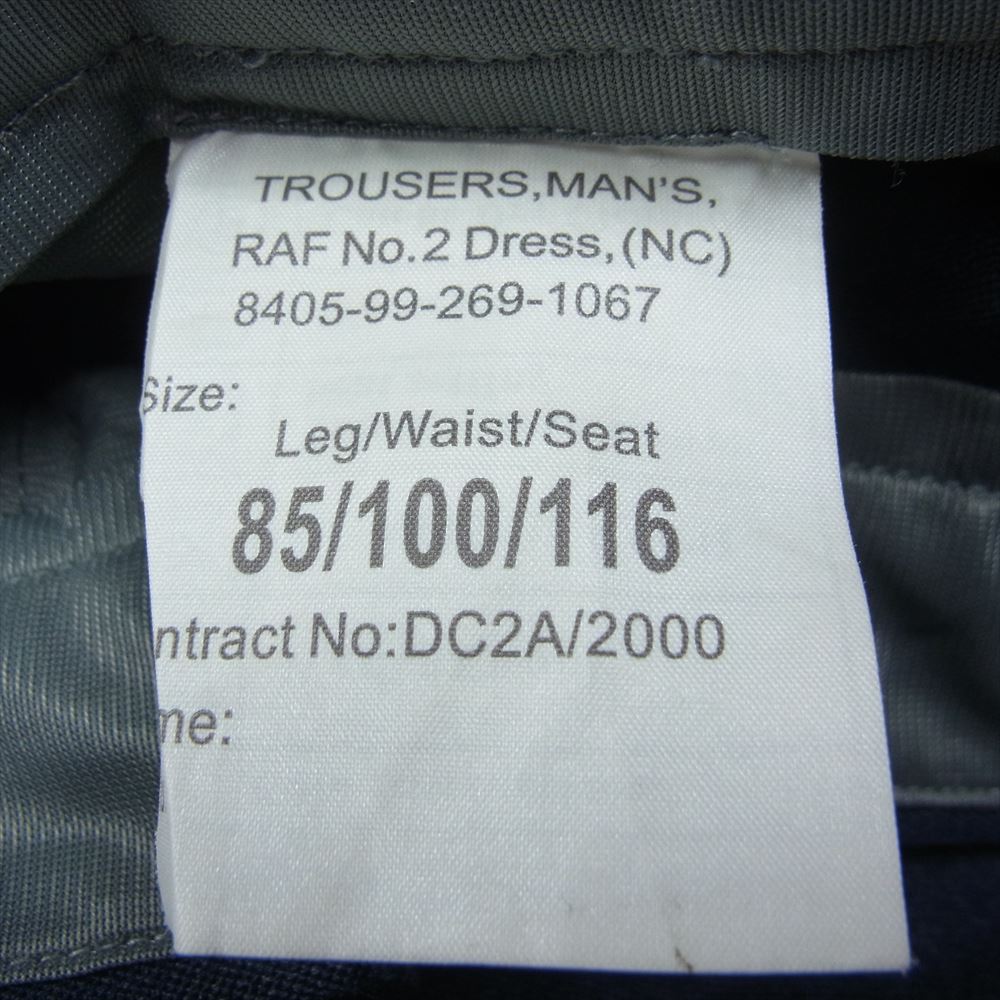 TROUSERS,MAN'S,
RAF No.2 Dress,(NC)
8405-99-269-1067
Size:
Leg/Waist/Seat
85/100/116
ntract No:DC2A/2000
me: